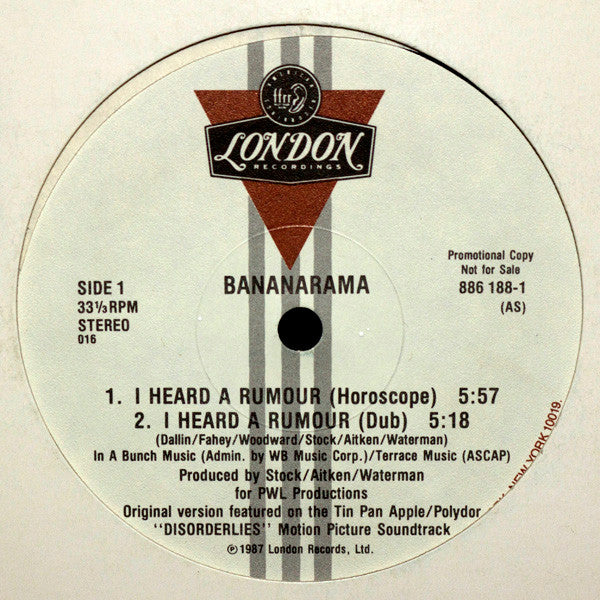 ffrr
LONDON
RECORDINGS
BANANARAMA
SIDE 1
33⅓ RPM
STEREO
016
Promotional Copy
Not for Sale
886 188-1
(AS)
1. I HEARD A RUMOUR (Horoscope) 5:57
2. I HEARD A RUMOUR (Dub) 5:18
(Dallin/Fahey/Woodward/Stock/Aitken/Waterman)
In A Bunch Music (Admin. by WB Music Corp.)/Terrace Music (ASCAP)
Produced by Stock/Aitken/Waterman
for PWL Productions
Original version featured on the Tin Pan Apple/Polydor
"DISORDERLIES" Motion Picture Soundtrack
℗1987 London Records, Ltd.
NEW YORK 10019.